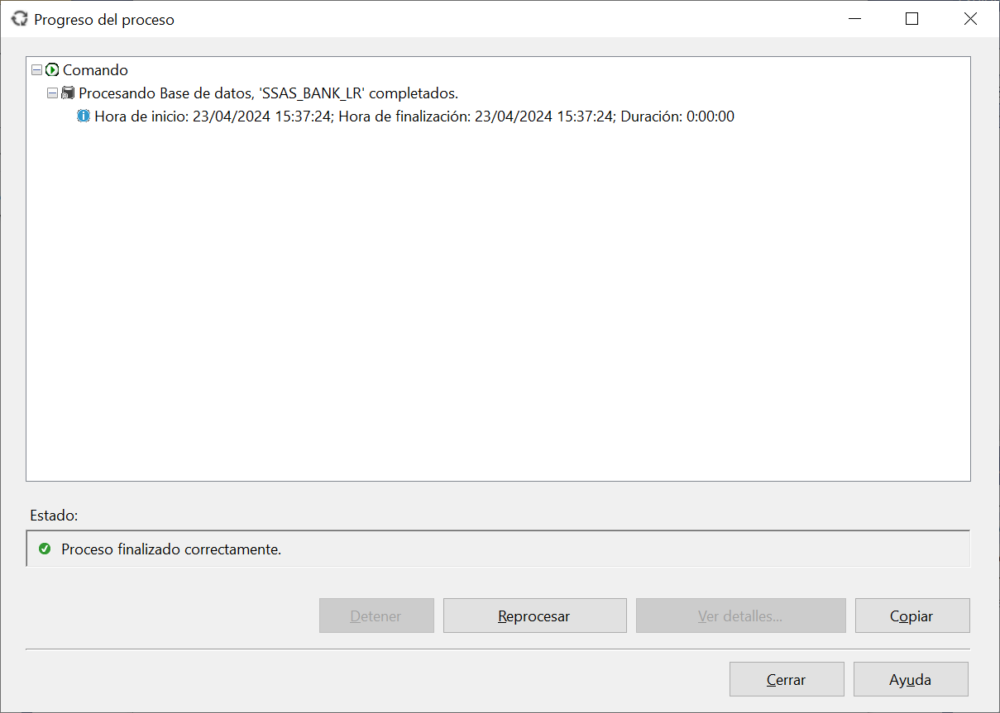 Progreso del proceso
Comando
Procesando Base de datos, 'SSAS_BANK_LR' completados.
Hora de inicio: 23/04/2024 15:37:24; Hora de finalización: 23/04/2024 15:37:24; Duración: 0:00:00
Estado:
Proceso finalizado correctamente.
Detener Reprocesar Ver detalles... Copiar
Cerrar Ayuda